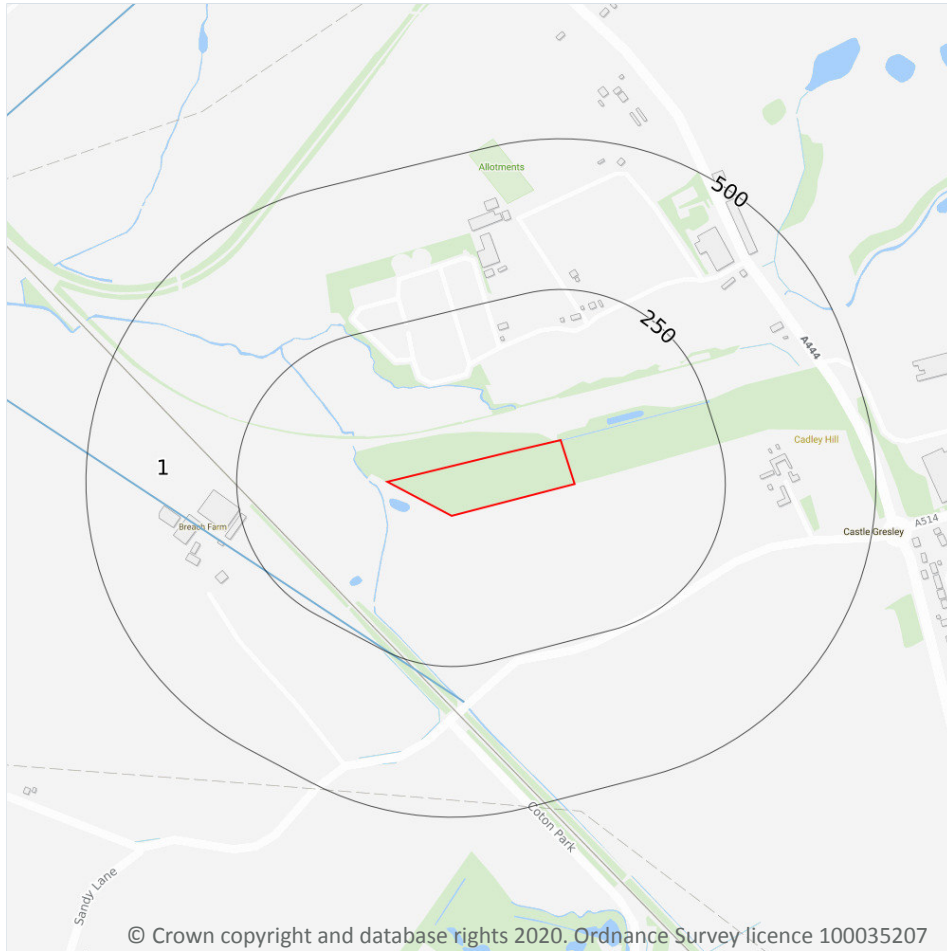 Allotments
500
250
A444
Cadley Hill
1
Breach Farm
Castle Gresley
A514
Coton Park
Sandy Lane
© Crown copyright and database rights 2020. Ordnance Survey licence 100035207